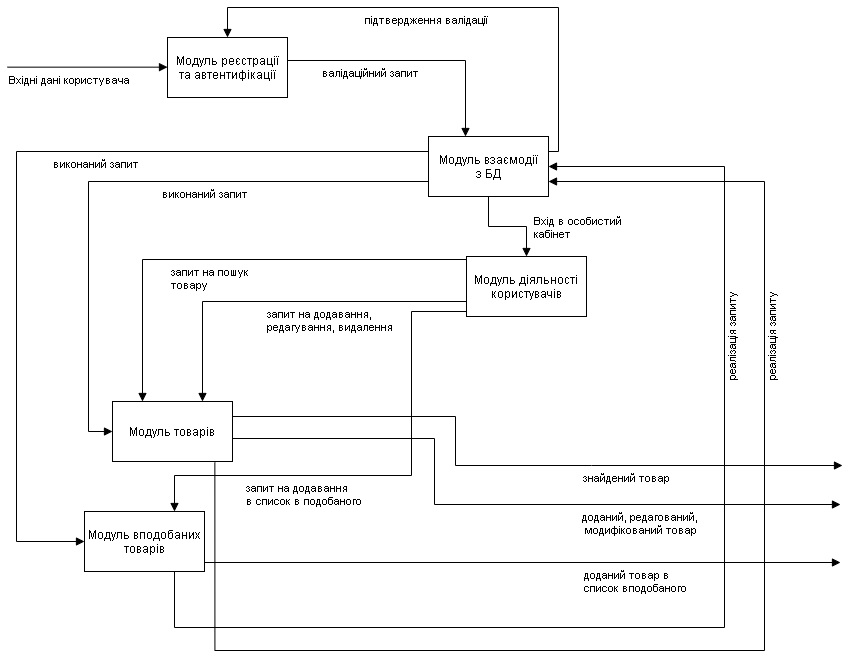 підтвердження валідації
Модуль реєстрації
та автентифікації
Вхідні дані користувача
валідаційний запит
Модуль взаємодії
з БД
виконаний запит
виконаний запит
Вхід в особистий
кабінет
запит на пошук
товару
Модуль діяльності
користувачів
запит на додавання,
редагування, видалення
реалізація запиту
реалізація запиту
Модуль товарів
знайдений товар
запит на додавання
в список в подобаного
доданий, редагований,
модифікований товар
Модуль вподобаних
товарів
доданий товар в
список вподобаного